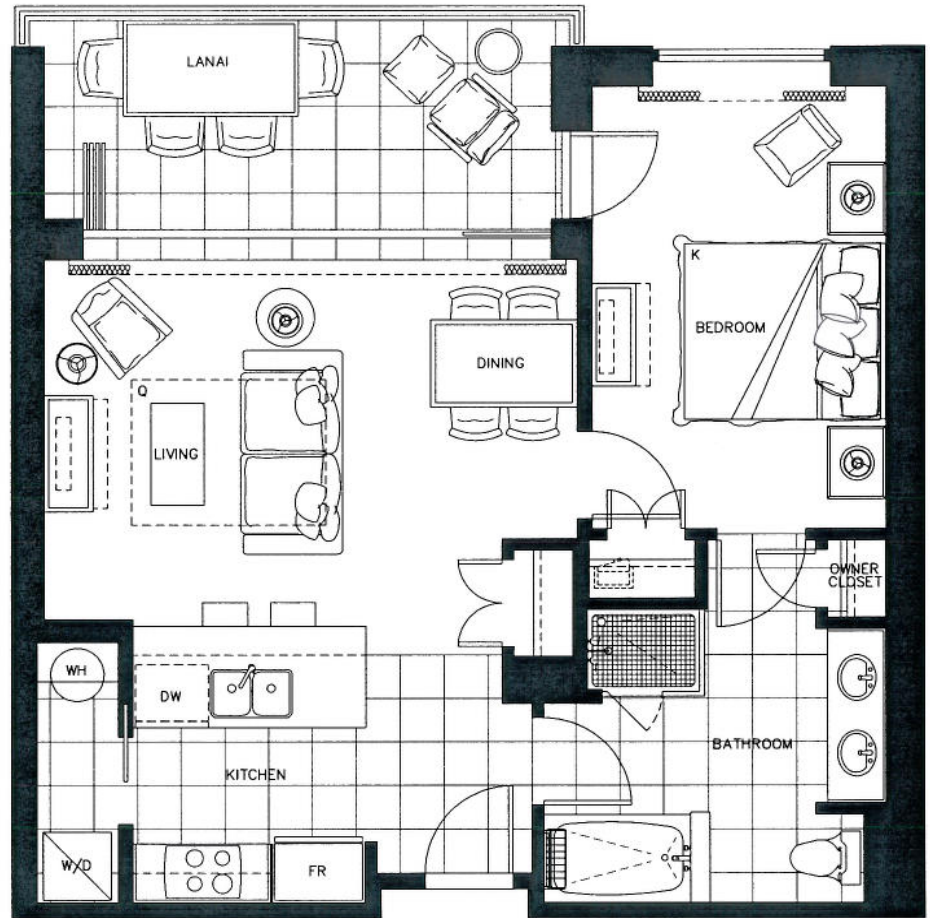 LANAI
K
BEDROOM
DINING
Q
LIVING
OWNER
CLOSET
WH
DW
BATHROOM
KITCHEN
W/D
FR